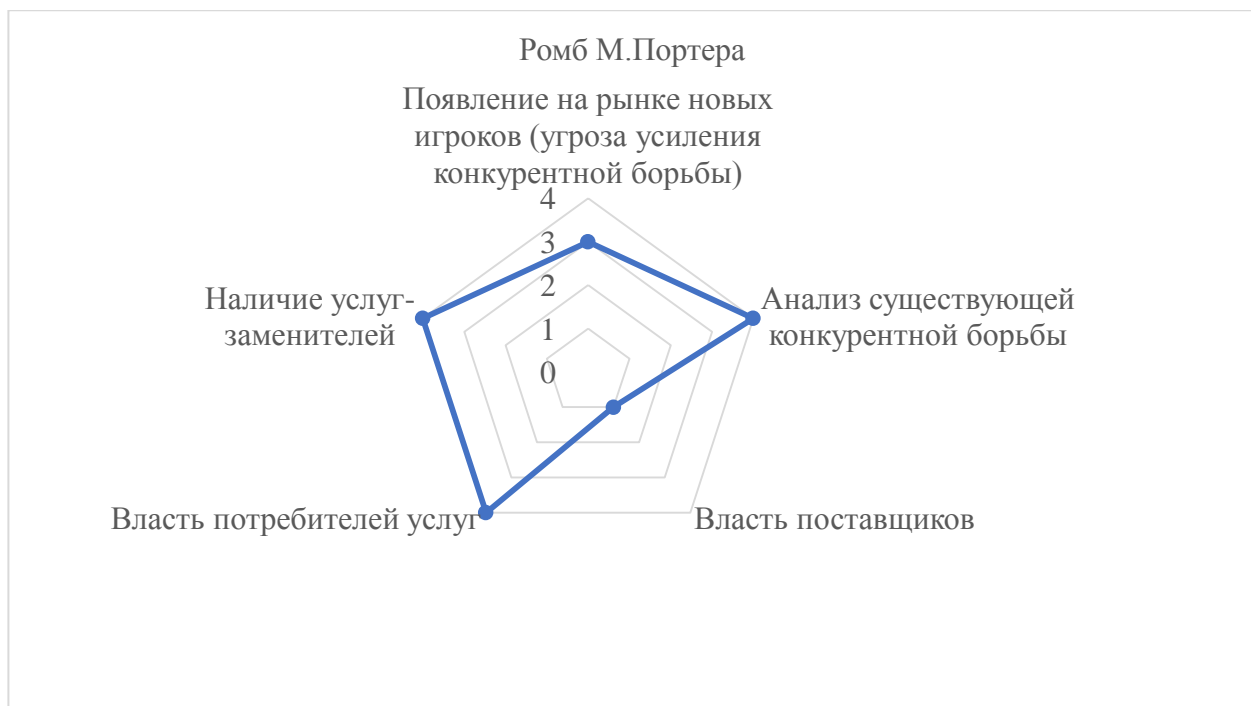 Ромб М.Портера
Появление на рынке новых
игроков (угроза усиления
конкурентной борьбы)
4
3
2
1
0
Анализ существующей
конкурентной борьбы
Власть поставщиков
Власть потребителей услуг
Наличие услуг-
заменителей